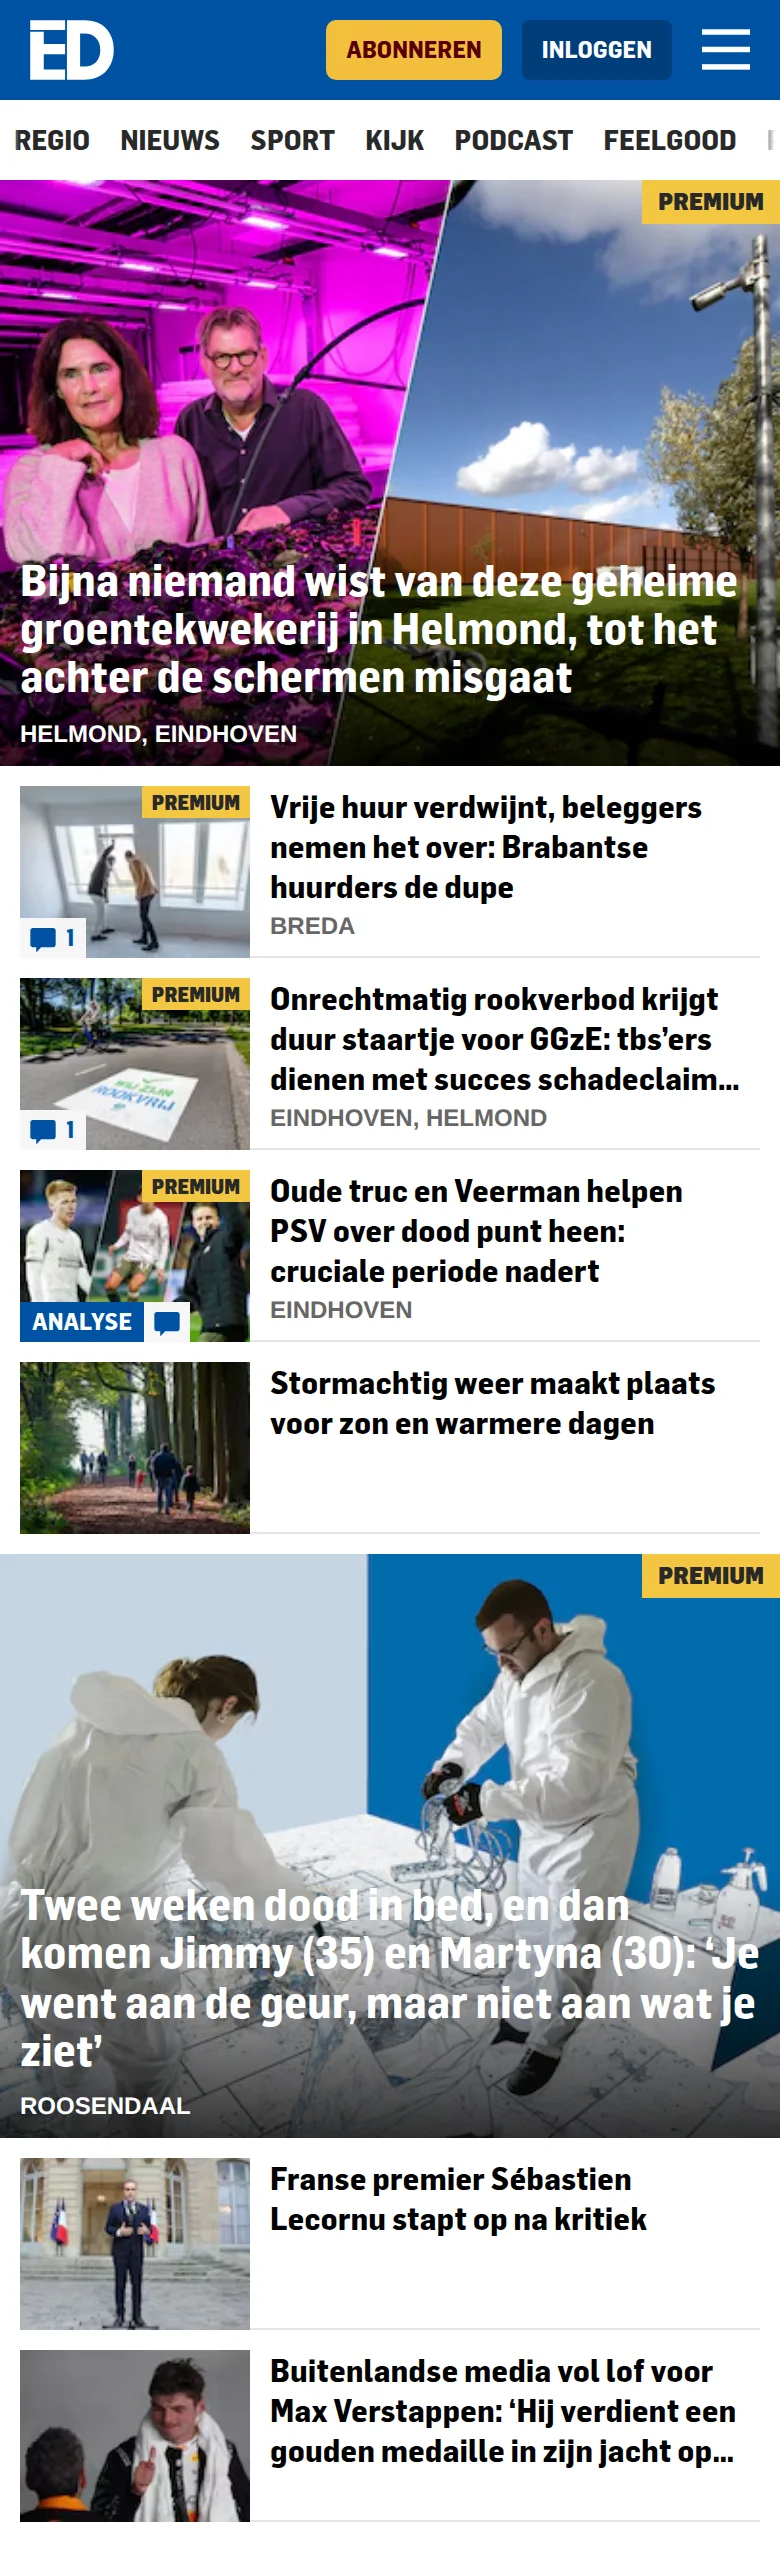 ED
ABONNEREN
INLOGGEN
REGIO NIEUWS SPORT KIJK PODCAST FEELGOOD
PREMIUM
Bijna niemand wist van deze geheime
groentekwekerij in Helmond, tot het
achter de schermen misgaat
HELMOND, EINDHOVEN
PREMIUM
1
Vrije huur verdwijnt, beleggers
nemen het over: Brabantse
huurders de dupe
BREDA
PREMIUM
1
Onrechtmatig rookverbod krijgt
duur staartje voor GGzE: tbs’ers
dienen met succes schadeclaim...
EINDHOVEN, HELMOND
PREMIUM
ANALYSE
Oude truc en Veerman helpen
PSV over dood punt heen:
cruciale periode nadert
EINDHOVEN
Stormachtig weer maakt plaats
voor zon en warmere dagen
PREMIUM
Twee weken dood in bed, en dan
komen Jimmy (35) en Martyna (30): ‘Je
went aan de geur, maar niet aan wat je
ziet’
ROOSENDAAL
Franse premier Sébastien
Lecornu stapt op na kritiek
Buitenlandse media vol lof voor
Max Verstappen: ‘Hij verdient een
gouden medaille in zijn jacht op...